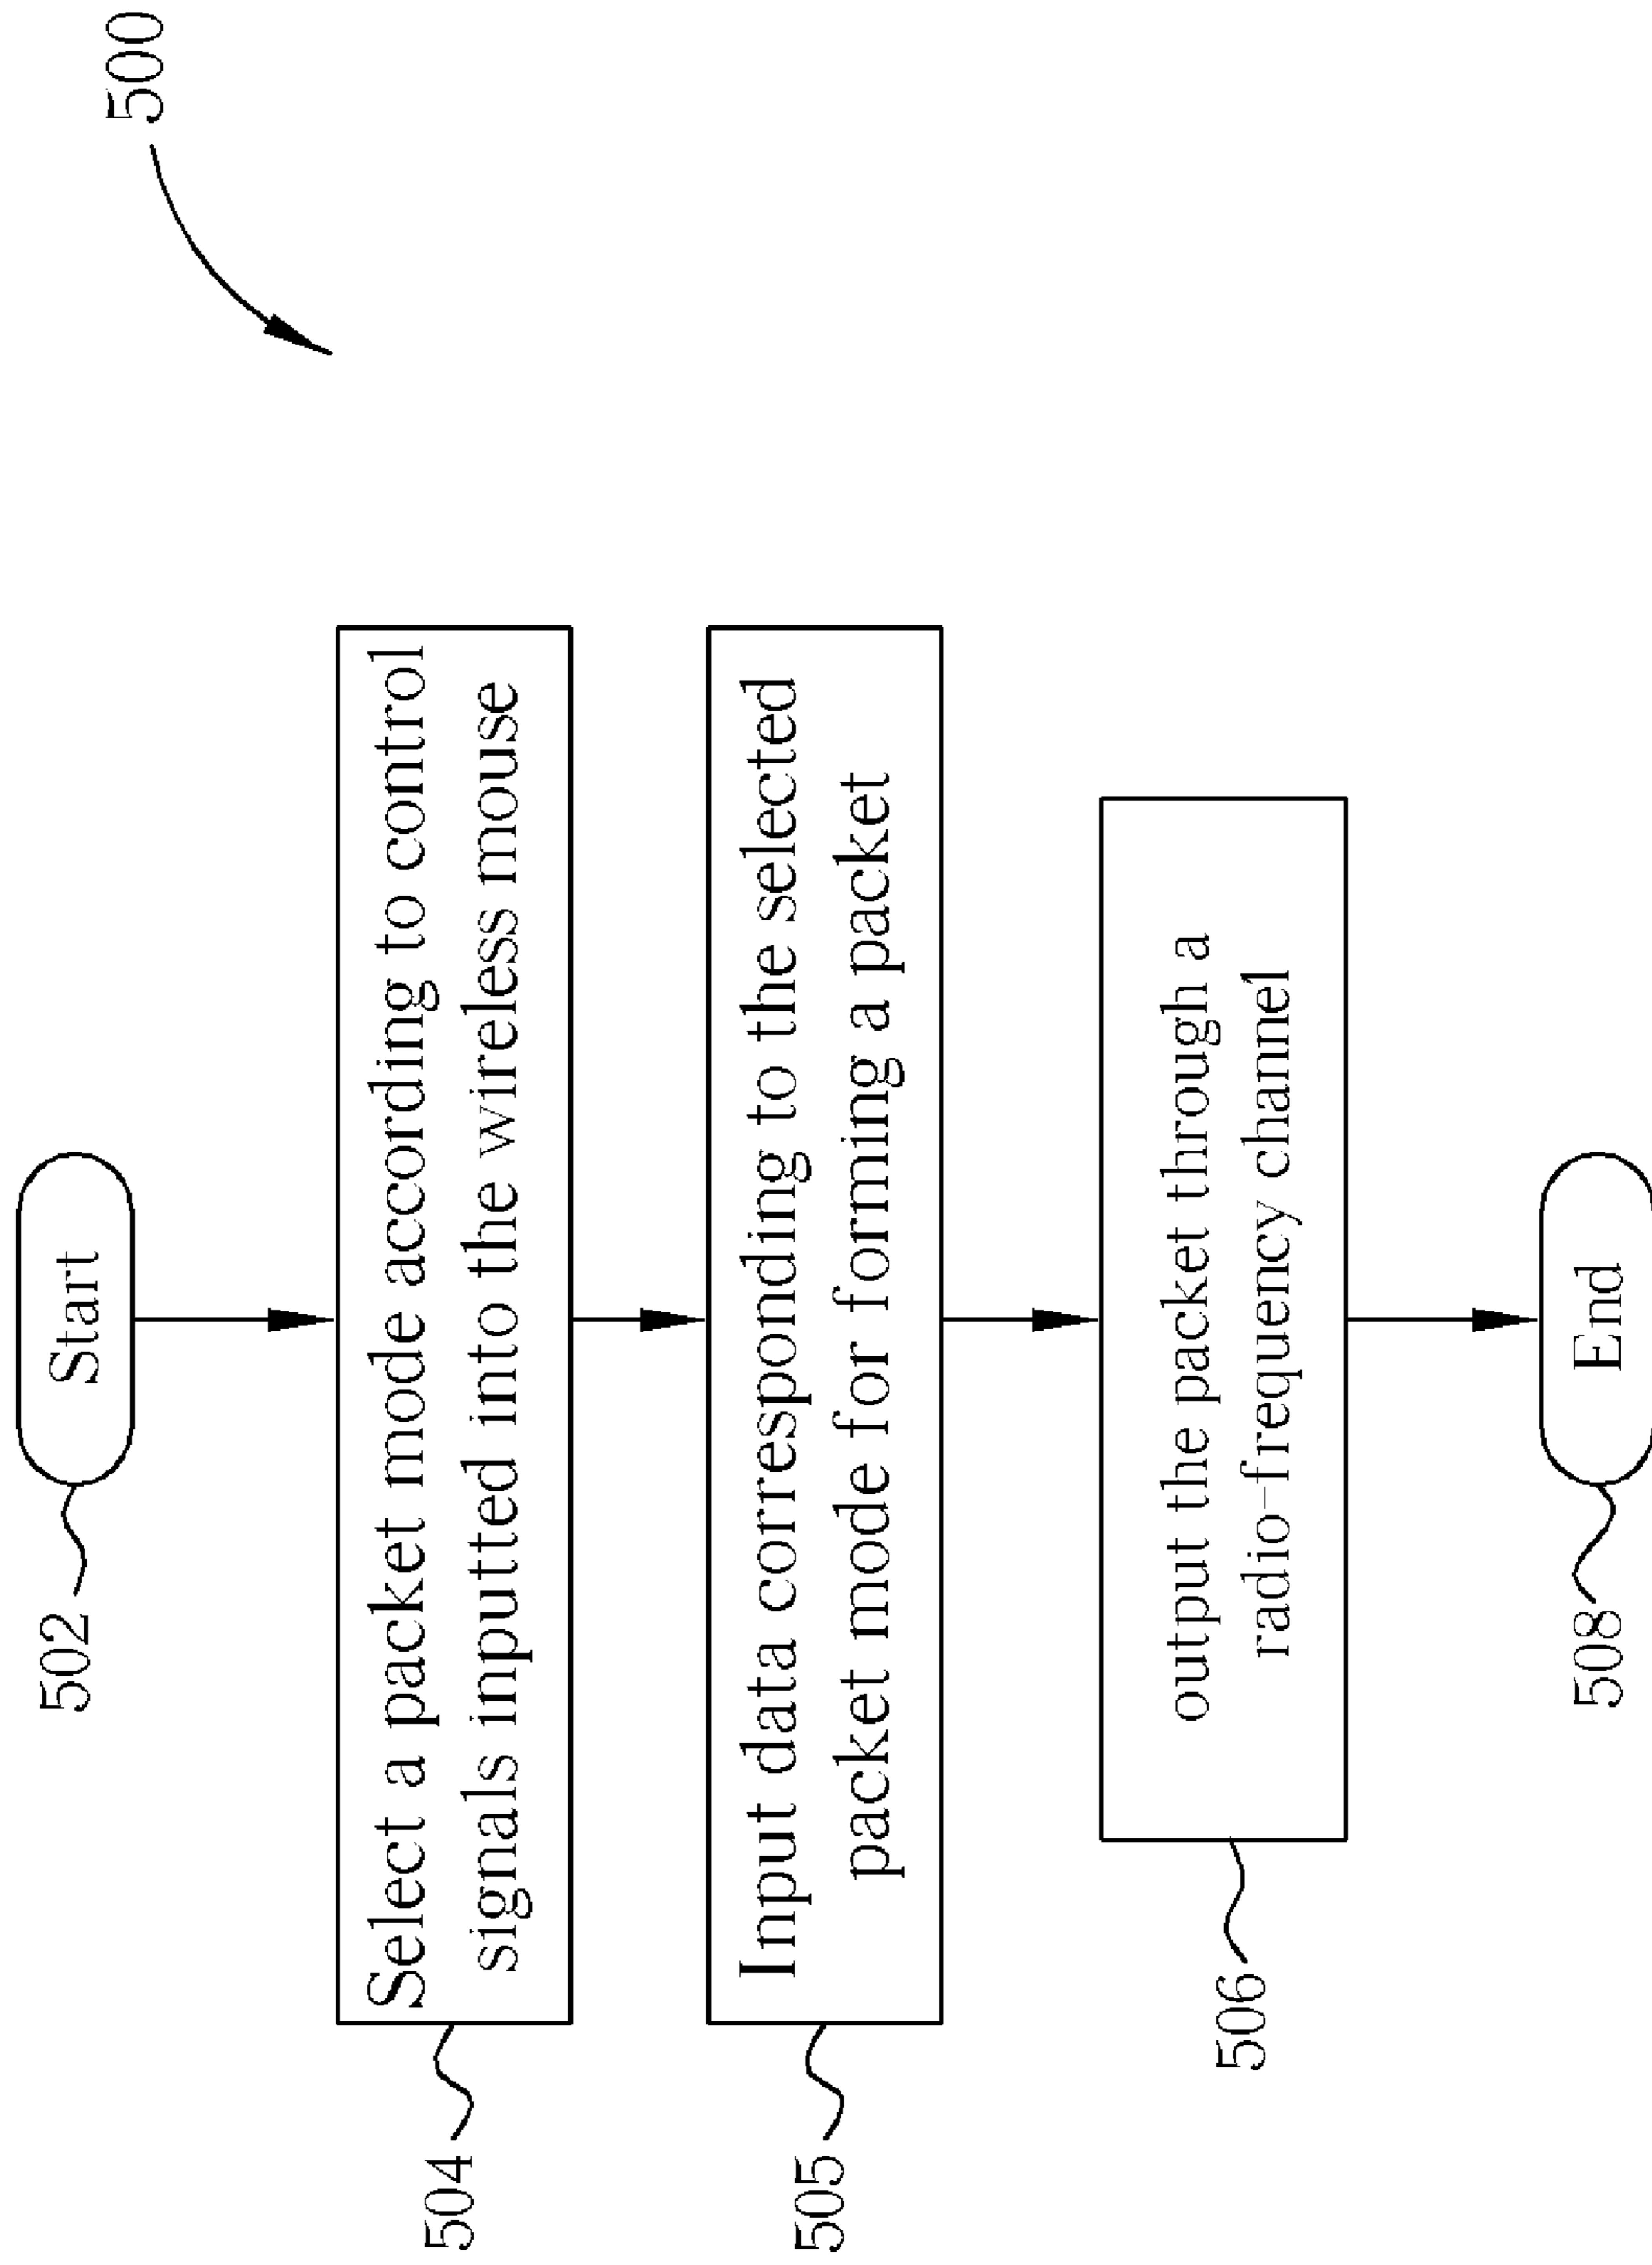 500
502
Start
504
Select a packet mode according to control
signals inputted into the wireless mouse
505
Input data corresponding to the selected
packet mode for forming a packet
506
output the packet through a
radio-frequency channel
508
End